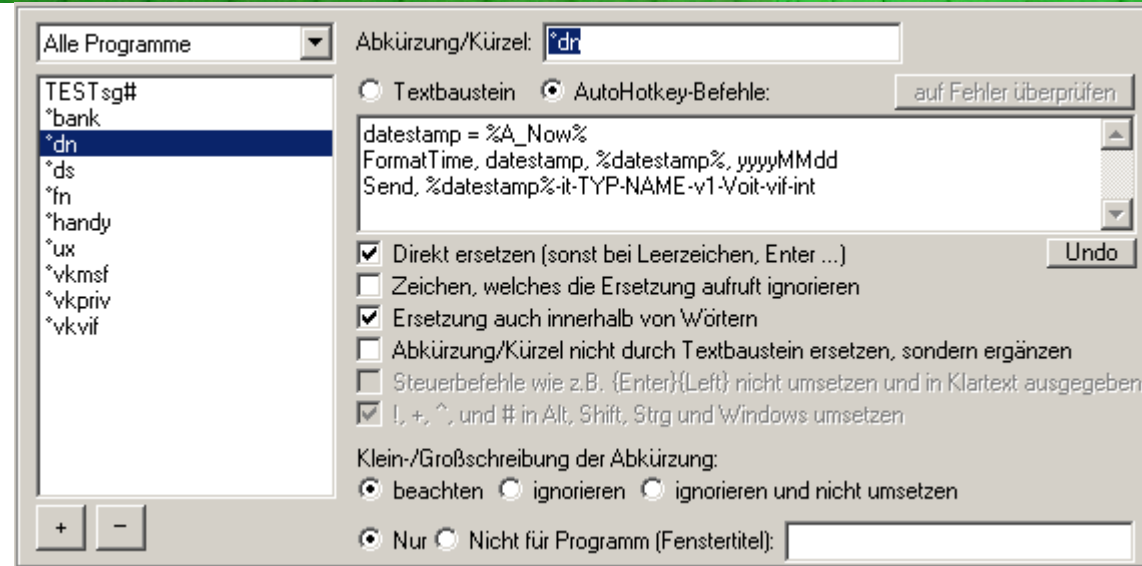 Alle Programme
Abkürzung/Kürzel: °dn
TESTsg#
°bank
°dn
°ds
°fn
°handy
°ux
°vkmsf
°vkpriv
°vkvif
+ −
Textbaustein AutoHotkey-Befehle: auf Fehler überprüfen
datestamp = %A_Now%
FormatTime, datestamp, %datestamp%, yyyyMMdd
Send, %datestamp%-it-TYP-NAME-v1-Voit-vif-int
Direkt ersetzen (sonst bei Leerzeichen, Enter ...) Undo
Zeichen, welches die Ersetzung aufruft ignorieren
Ersetzung auch innerhalb von Wörtern
Abkürzung/Kürzel nicht durch Textbaustein ersetzen, sondern ergänzen
Steuerbefehle wie z.B. {Enter}{Left} nicht umsetzen und in Klartext ausgegeben
!, +, ^, und # in Alt, Shift, Strg und Windows umsetzen
Klein-/Großschreibung der Abkürzung:
beachten ignorieren ignorieren und nicht umsetzen
Nur Nicht für Programm (Fenstertitel):